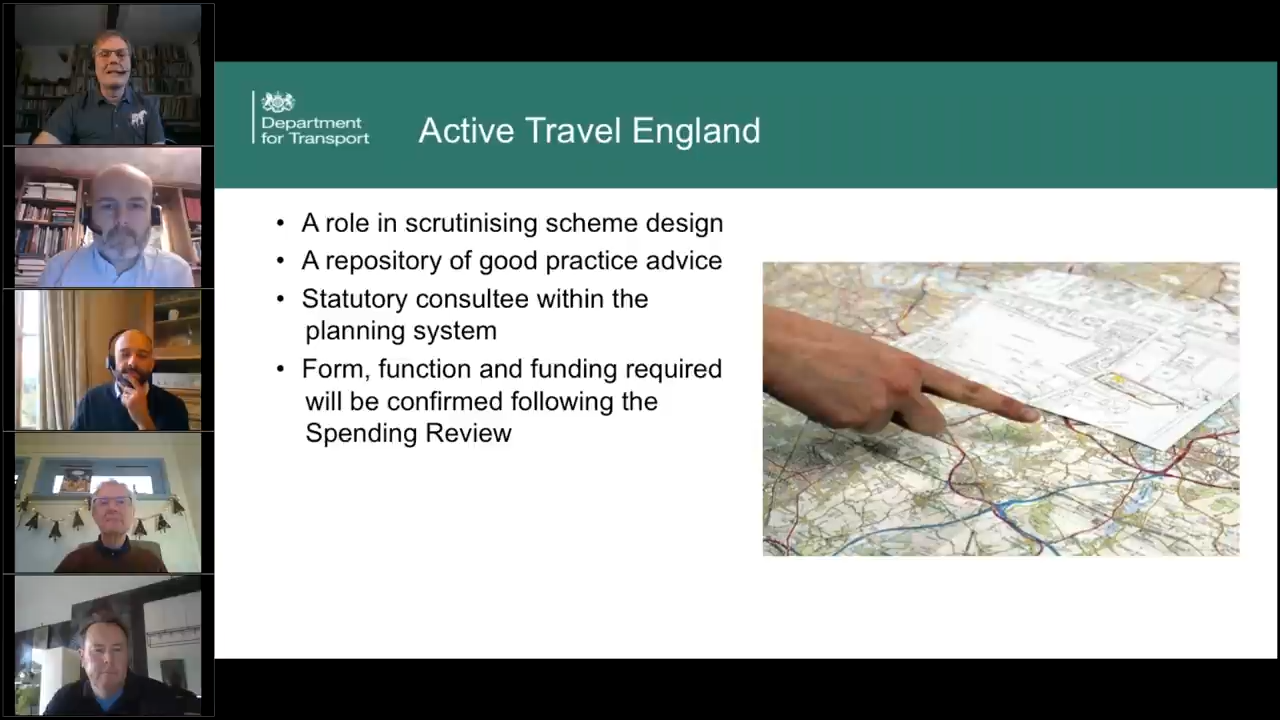 Department
for Transport
Active Travel England
• A role in scrutinising scheme design
• A repository of good practice advice
• Statutory consultee within the
planning system
• Form, function and funding required
will be confirmed following the
Spending Review